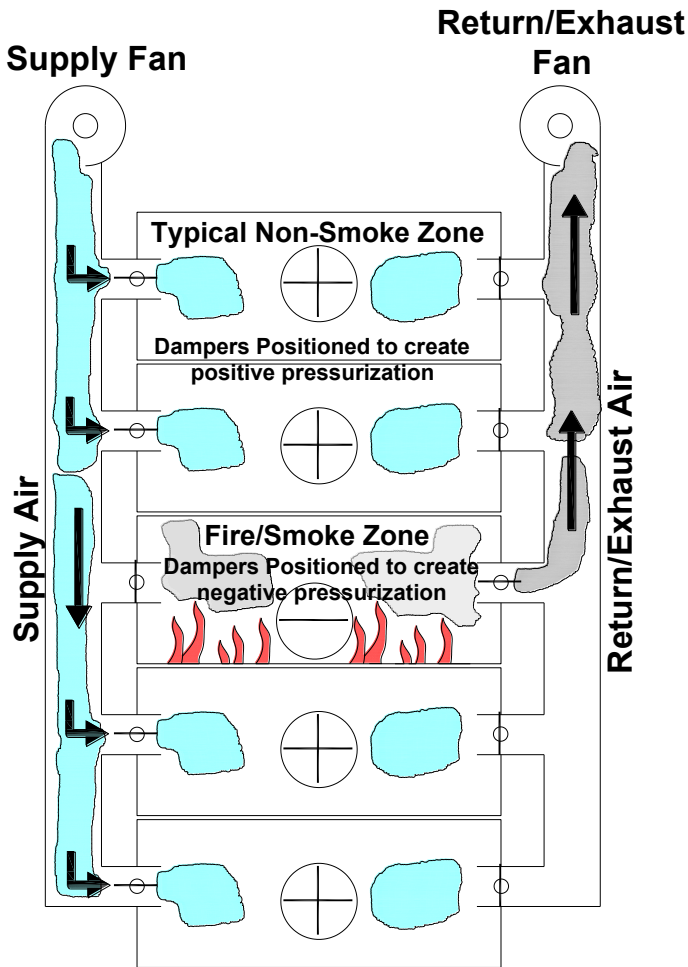 Supply Fan
Return/Exhaust
Fan
Typical Non-Smoke Zone
Dampers Positioned to create
positive pressurization
Fire/Smoke Zone
Dampers Positioned to create
negative pressurization
Supply Air
Return/Exhaust Air